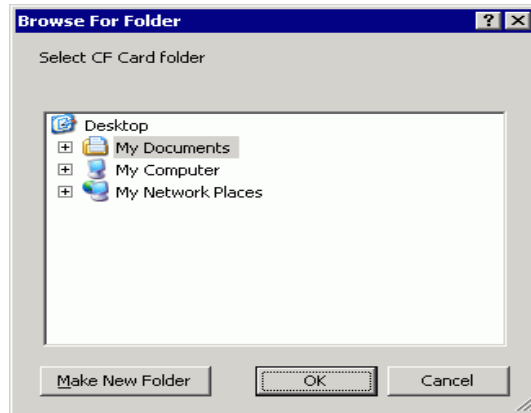 Browse For Folder
Select CF Card folder
Desktop
My Documents
My Computer
My Network Places
Make New Folder OK Cancel